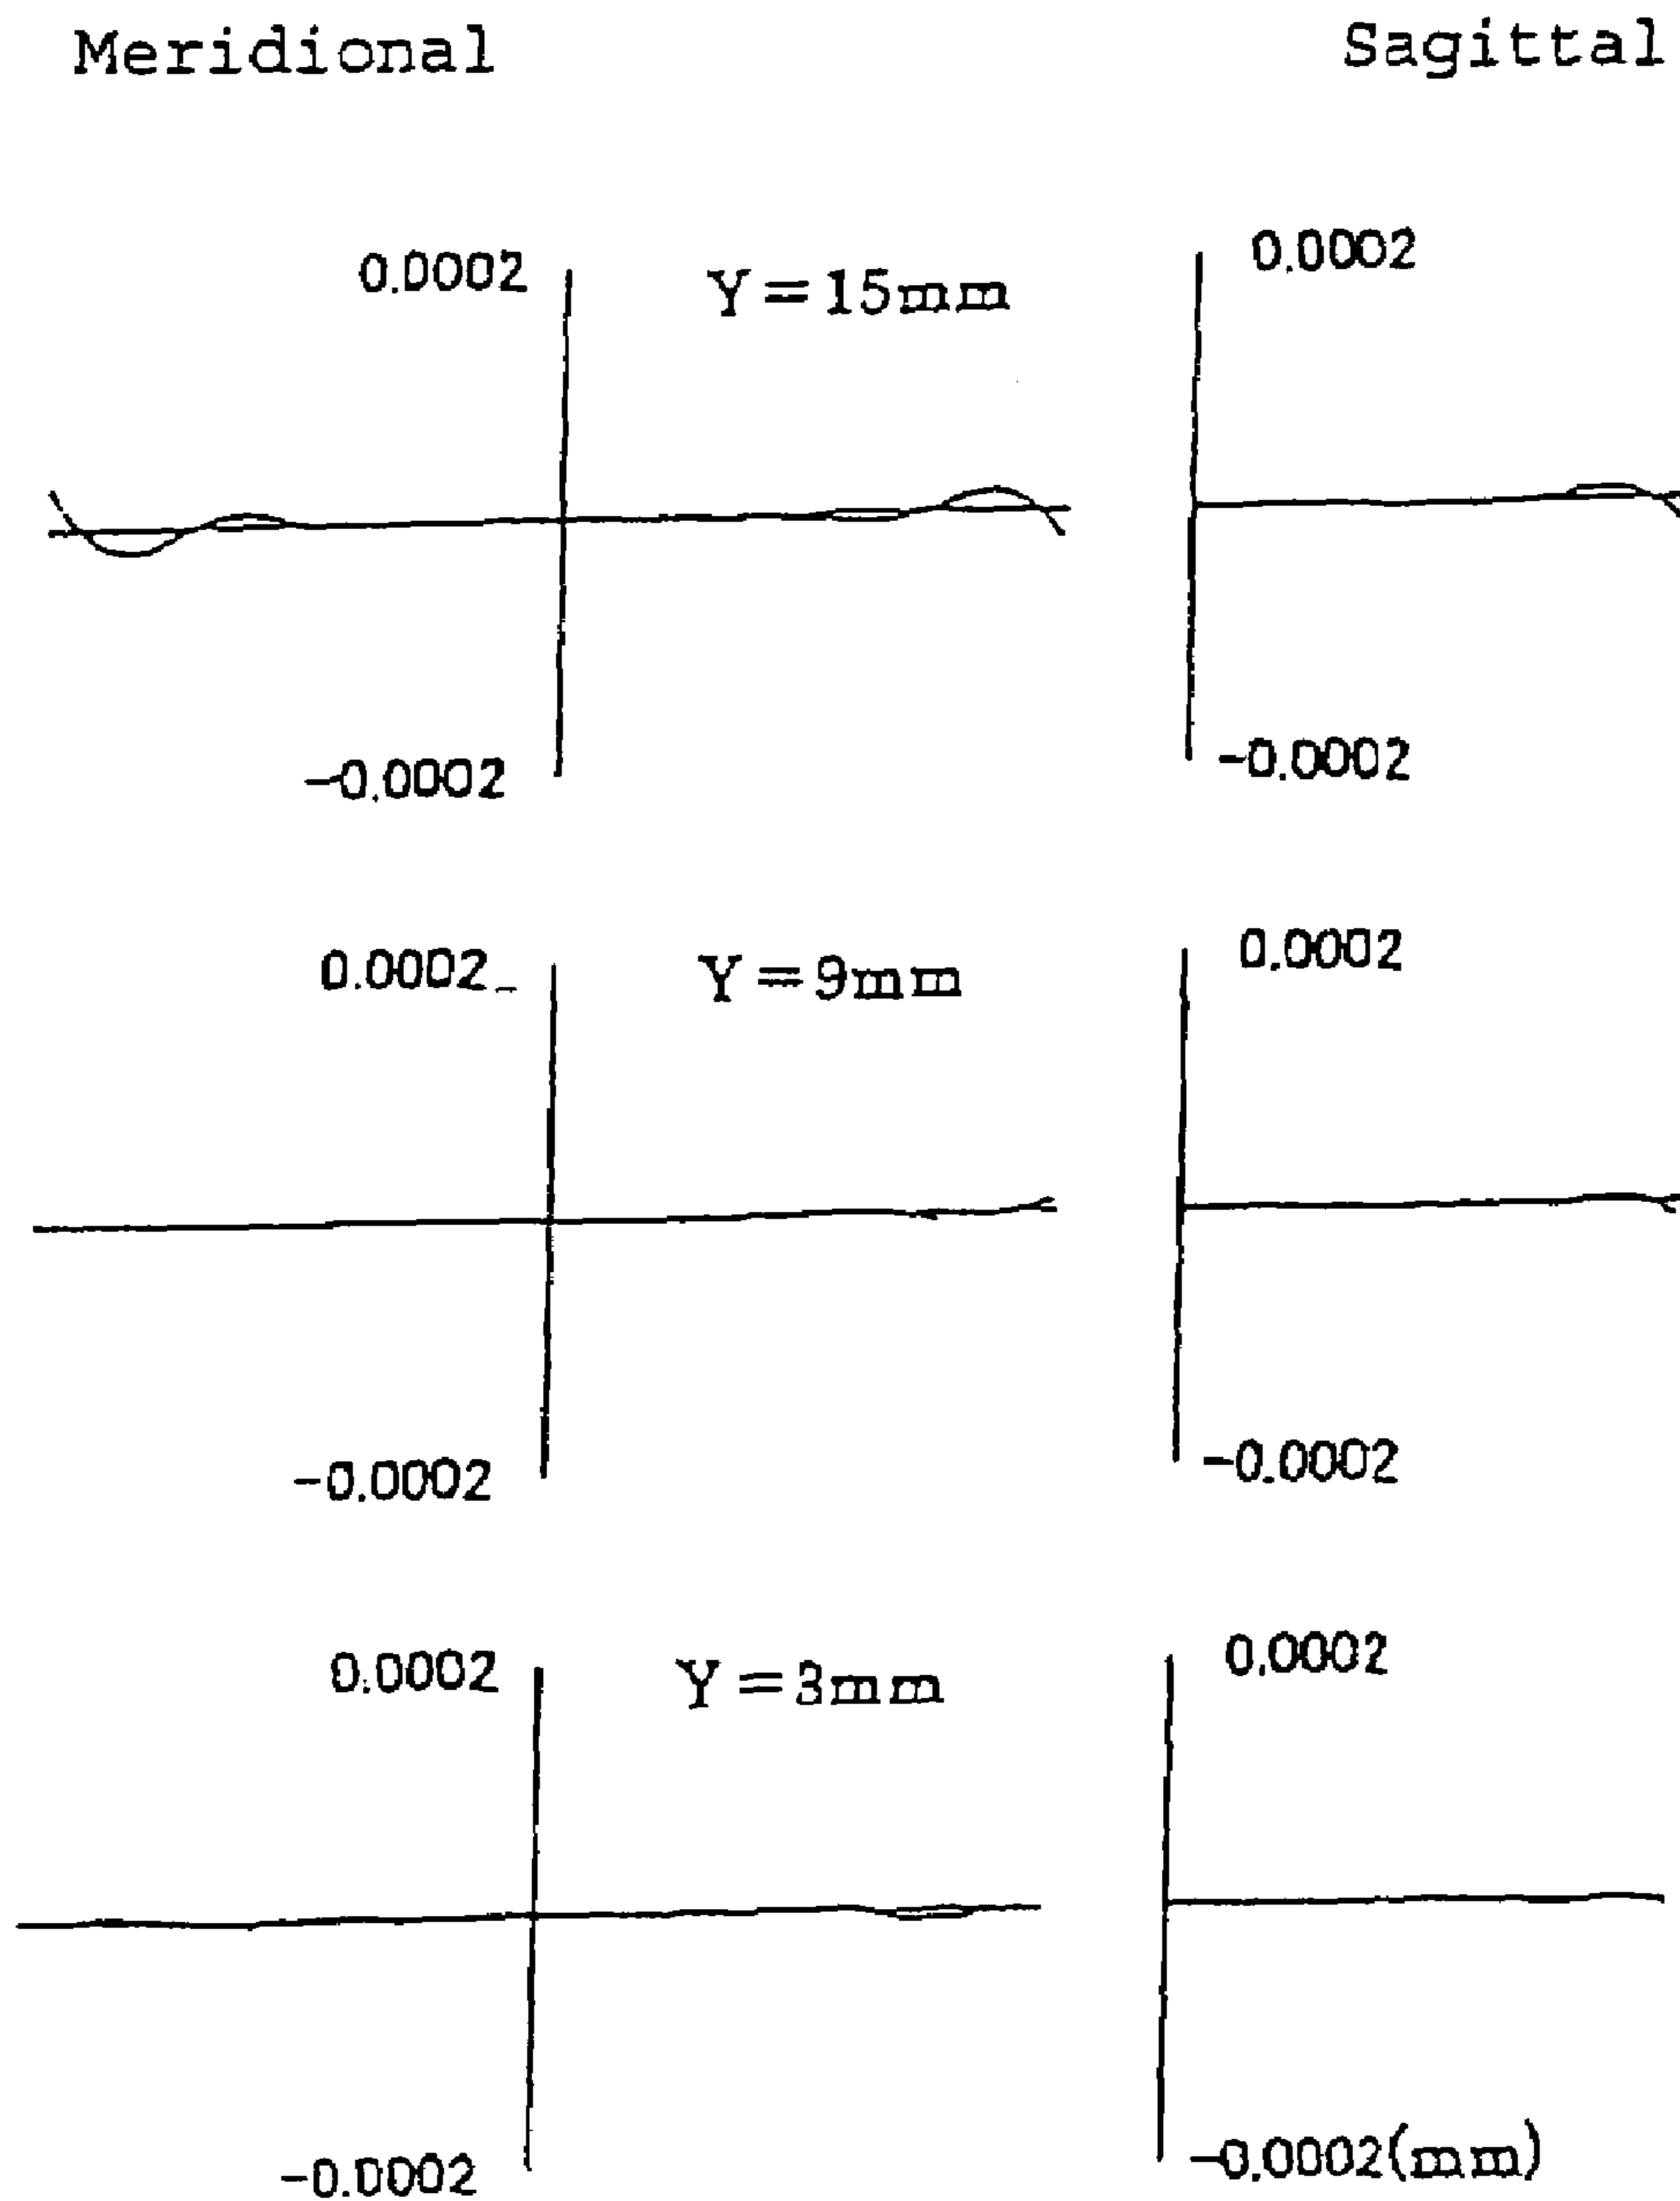 Meridional Sagittal
0.0002 Y=15mm 0.0002
-0.0002 -0.0002
0.0002 Y=9mm 0.0002
-0.0002 -0.0002
0.0002 Y=3mm 0.0002
-0.0002 -0.0002(mm)